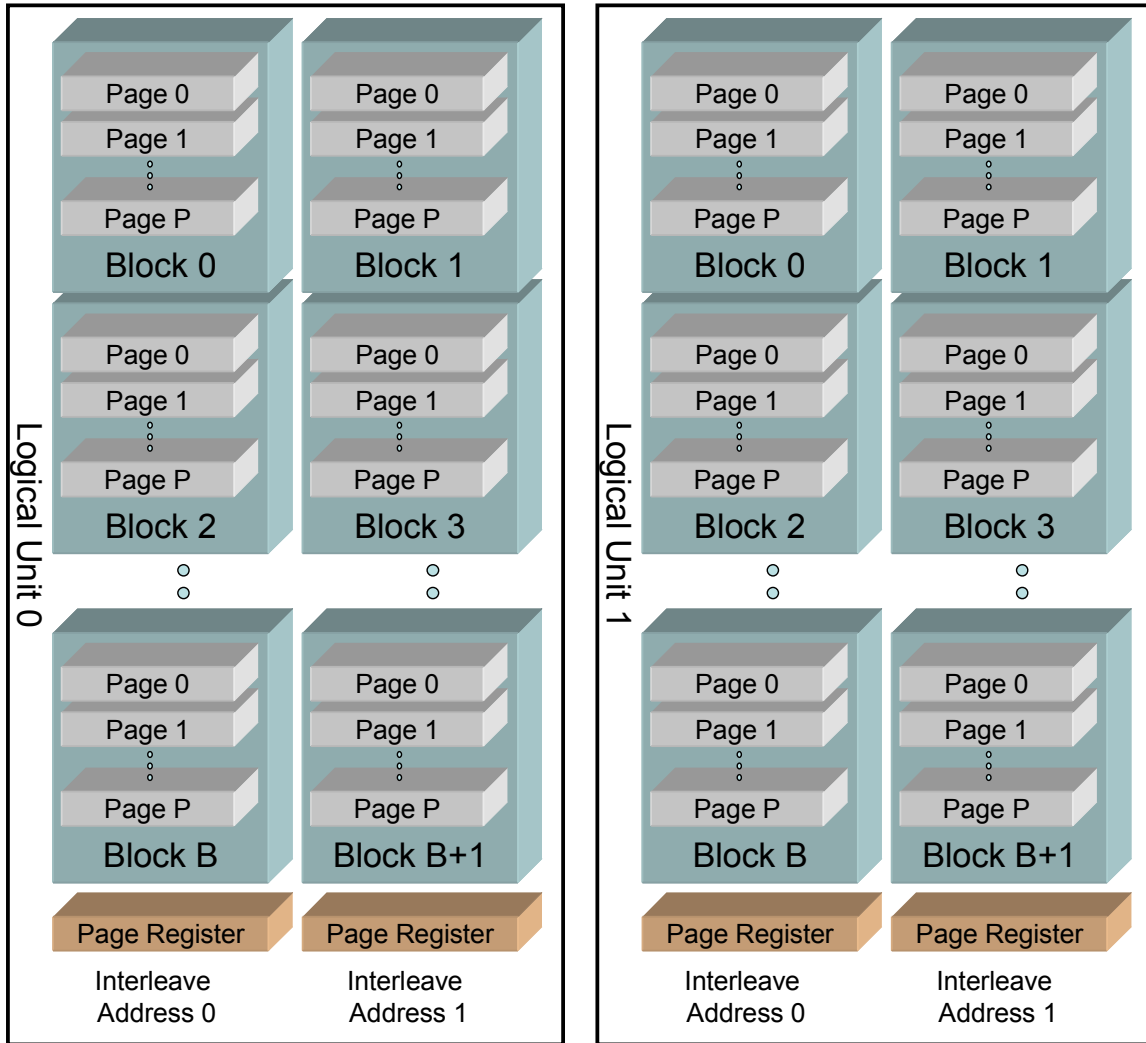 Logical Unit 0
Page 0
Page 1
Page P
Block 0
Page 0
Page 1
Page P
Block 1
Page 0
Page 1
Page P
Block 2
Page 0
Page 1
Page P
Block 3
Page 0
Page 1
Page P
Block B
Page 0
Page 1
Page P
Block B+1
Page Register
Page Register
Interleave
Address 0
Interleave
Address 1
Logical Unit 1
Page 0
Page 1
Page P
Block 0
Page 0
Page 1
Page P
Block 1
Page 0
Page 1
Page P
Block 2
Page 0
Page 1
Page P
Block 3
Page 0
Page 1
Page P
Block B
Page 0
Page 1
Page P
Block B+1
Page Register
Page Register
Interleave
Address 0
Interleave
Address 1